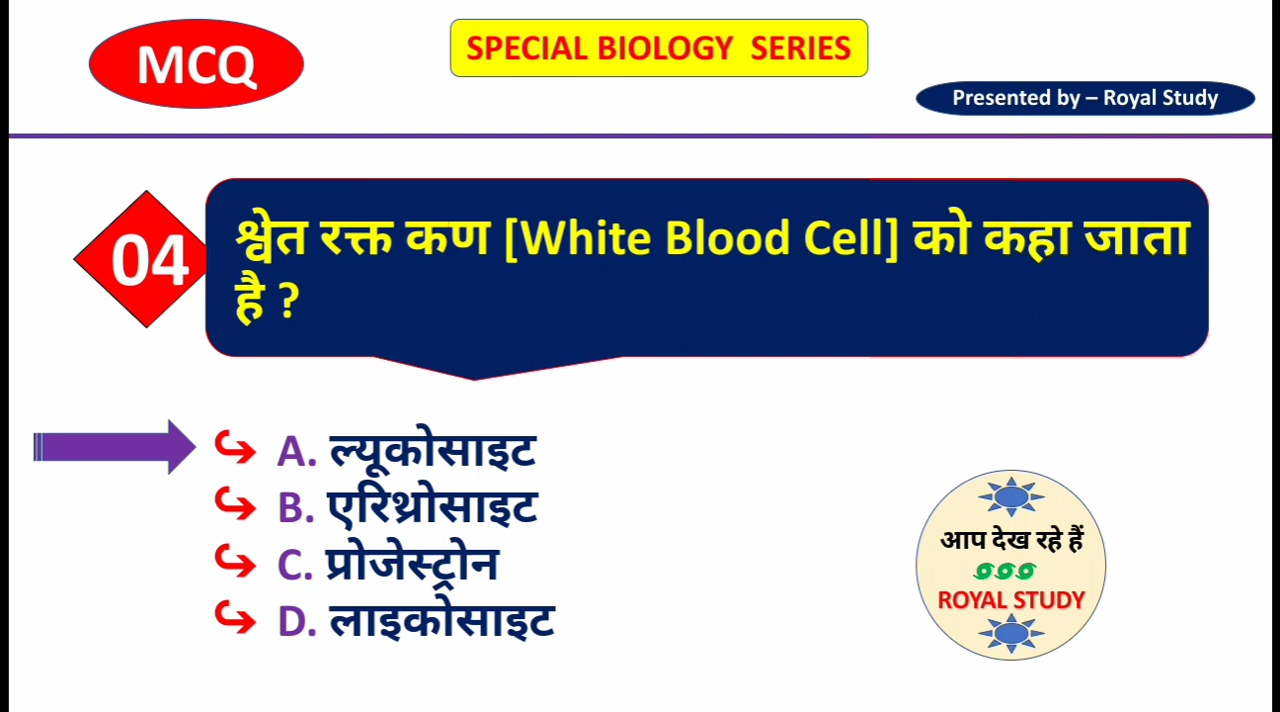 MCQ
SPECIAL BIOLOGY SERIES
Presented by – Royal Study
04
श्वेत रक्त कण [White Blood Cell] को कहा जाता
है ?
A. ल्यूकोसाइट
B. एरिथ्रोसाइट
C. प्रोजेस्ट्रोन
D. लाइकोसाइट
आप देख रहे हैं
ROYAL STUDY